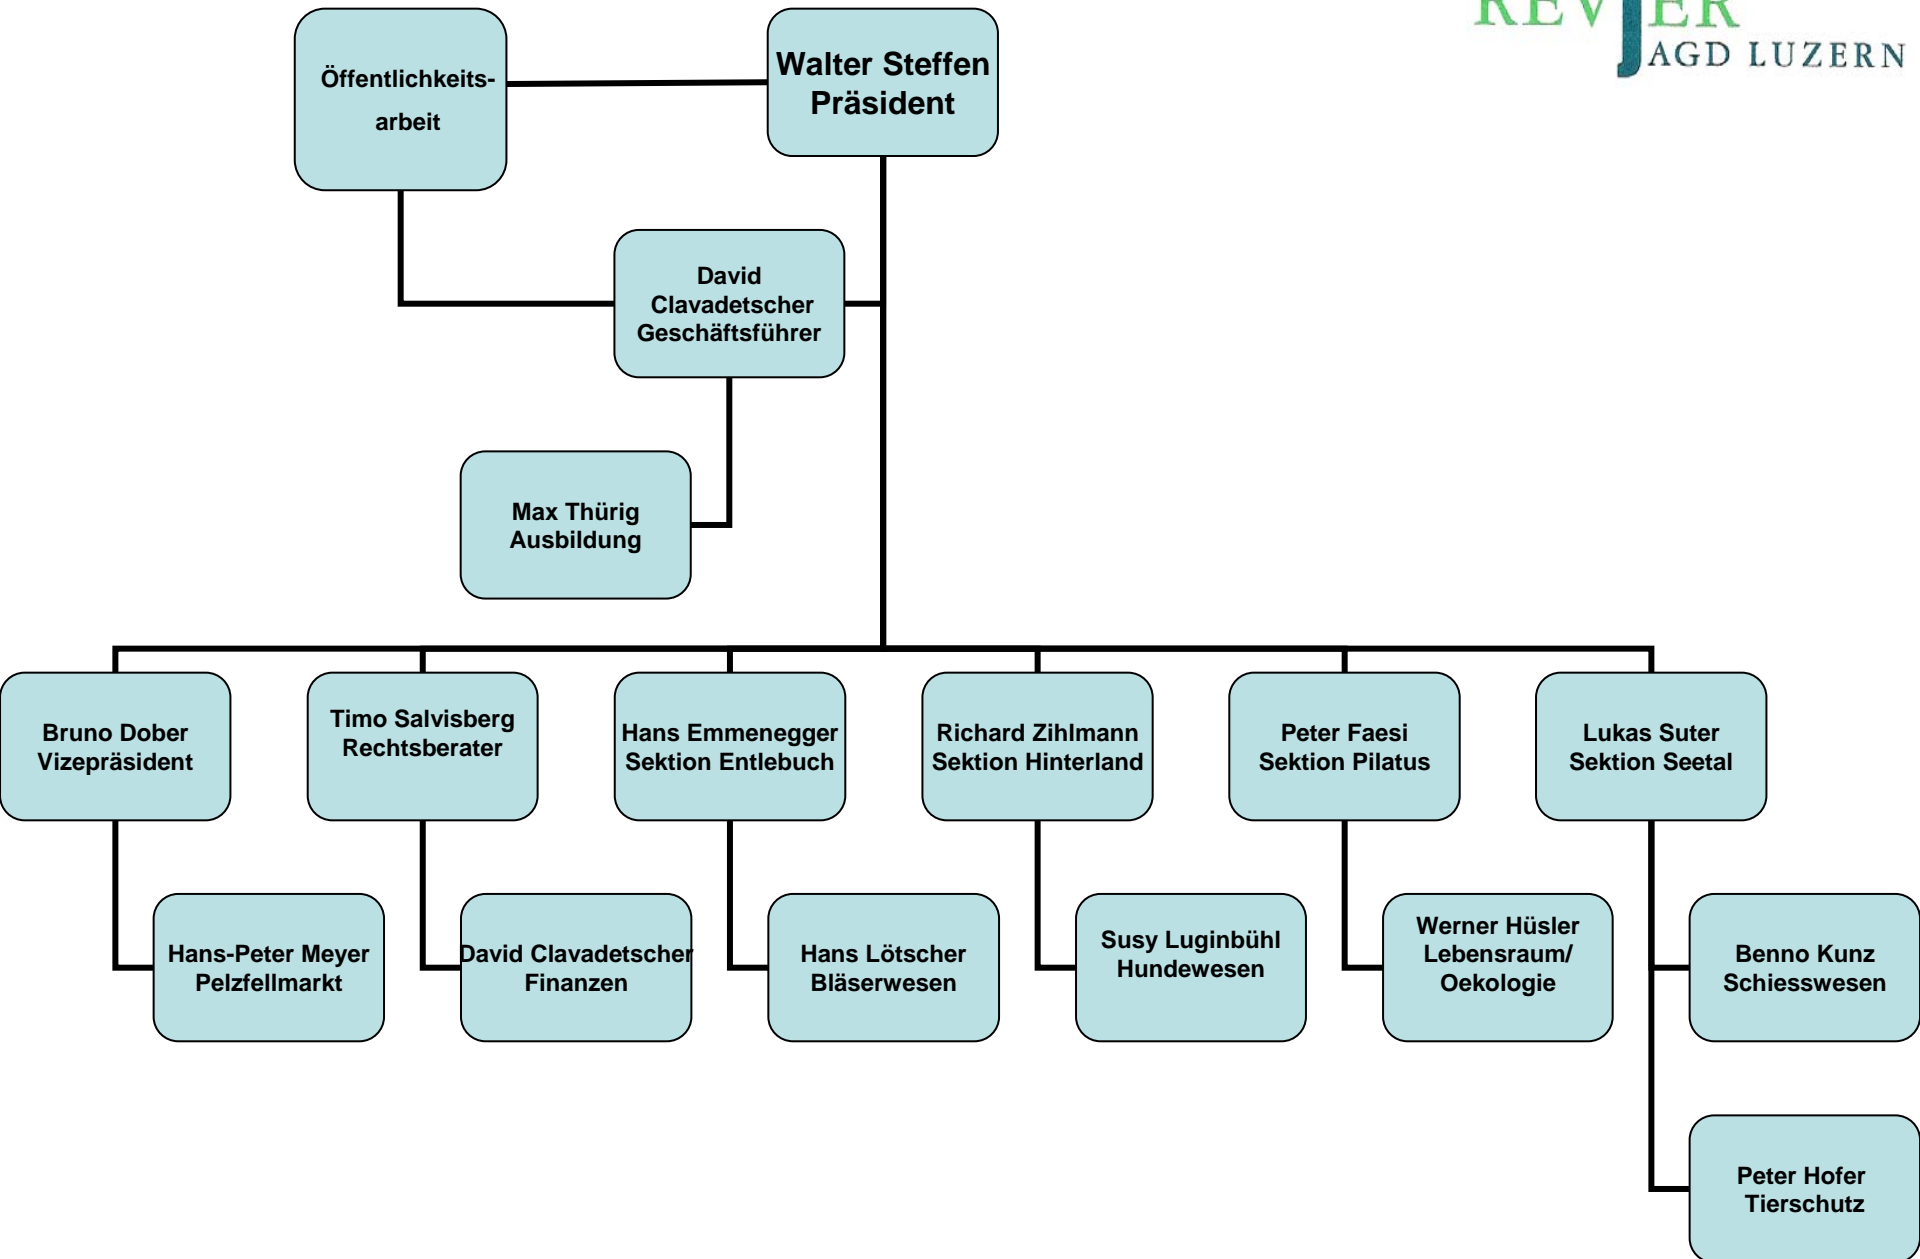 REVIER
JAGD LUZERN
Öffentlichkeits-
arbeit
Walter Steffen
Präsident
David
Clavadetscher
Geschäftsführer
Max Thürig
Ausbildung
Bruno Dober
Vizepräsident
Timo Salvisberg
Rechtsberater
Hans Emmenegger
Sektion Entlebuch
Richard Zihlmann
Sektion Hinterland
Peter Faesi
Sektion Pilatus
Lukas Suter
Sektion Seetal
Hans-Peter Meyer
Pelzfellmarkt
David Clavadetscher
Finanzen
Hans Lötscher
Bläserwesen
Susy Luginbühl
Hundewesen
Werner Hüsler
Lebensraum/
Oekologie
Benno Kunz
Schiesswesen
Peter Hofer
Tierschutz